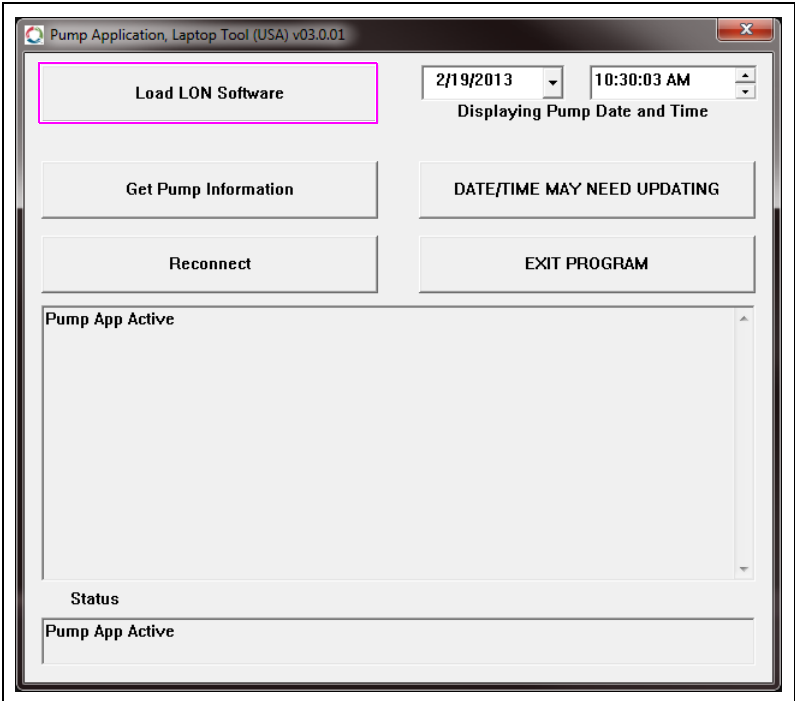 Pump Application, Laptop Tool (USA) v03.0.01
Load LON Software
2/19/2013
10:30:03 AM
Displaying Pump Date and Time
Get Pump Information
DATE/TIME MAY NEED UPDATING
Reconnect
EXIT PROGRAM
Pump App Active
Status
Pump App Active